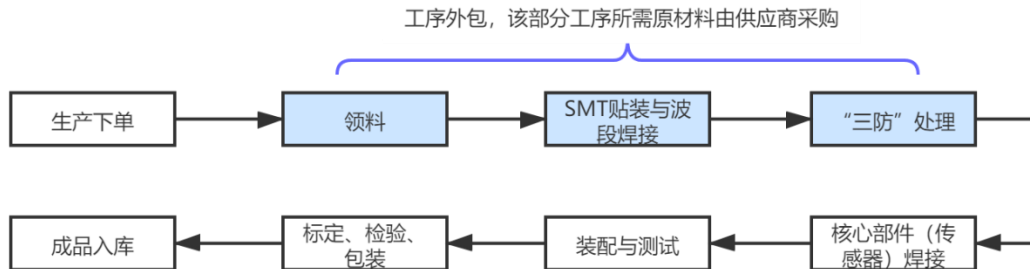 工序外包，该部分工序所需原材料由供应商采购
生产下单
领料
SMT贴装与波
段焊接
“三防”处理
成品入库
标定、检验、
包装
装配与测试
核心部件（传
感器）焊接